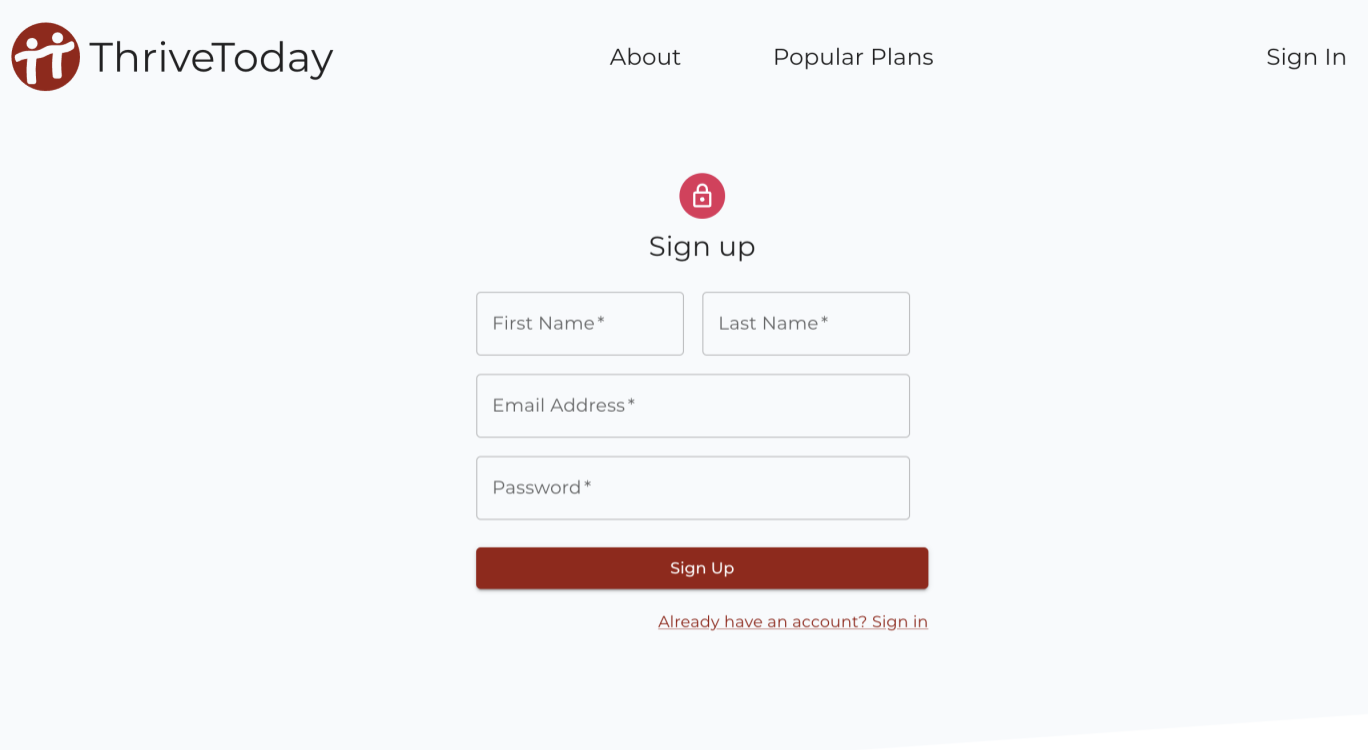 ThriveToday About Popular Plans Sign In
Sign up
First Name * Last Name *
Email Address *
Password *
Sign Up
Already have an account? Sign in